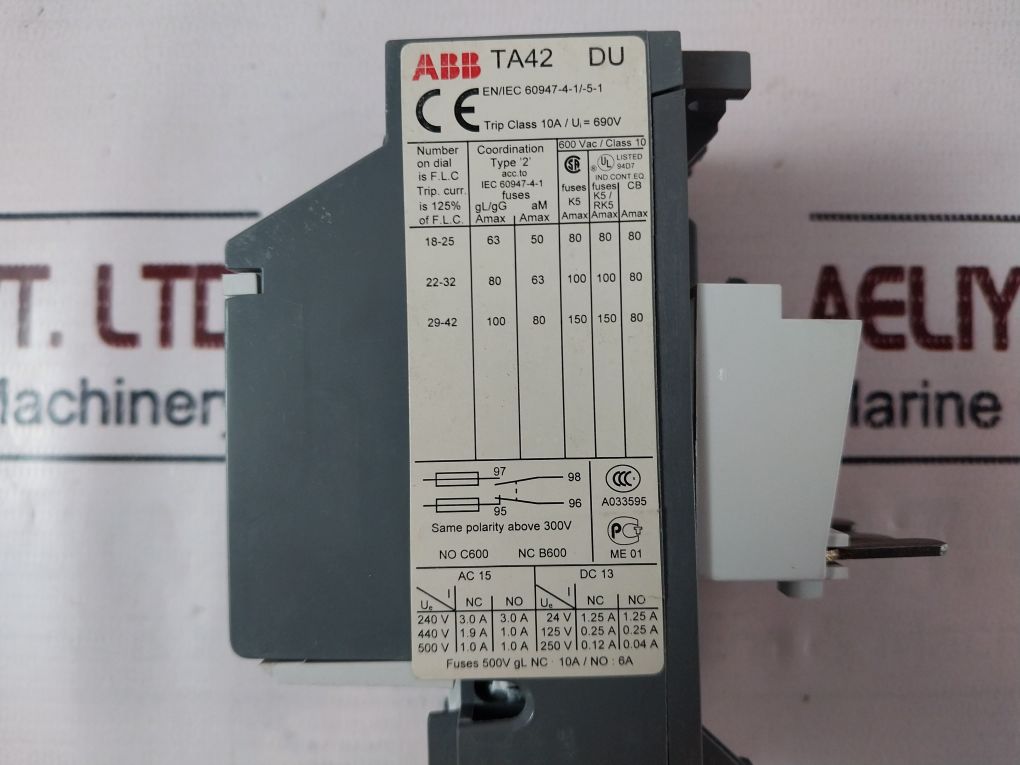 ABB TA42 DU
CE EN/IEC 60947-4-1/-5-1
Trip Class 10A / Ui = 690V
Number on dial is F.L.C Trip. curr. is 125% of F.L.C.
Coordination Type '2' acc.to IEC 60947-4-1 fuses
gL/gG Amax aM Amax
600 Vac / Class 10
SA fuses K5 Amax
® UL LISTED 94D7
IND.CONT.EQ.
fuses K5 / RK5 Amax
CB Amax
18-25 63 50 80 80 80
22-32 80 63 100 100 80
29-42 100 80 150 150 80
97 98
95 96
Same polarity above 300V
NO C600 NC B600
CCC
A033595
PCT
ME 01
AC 15 DC 13
Ue I NC NO Ue I NC NO
240 V 3.0 A 3.0 A 24 V 1.25 A 1.25 A
440 V 1.9 A 1.0 A 125 V 0.25 A 0.25 A
500 V 1.0 A 1.0 A 250 V 0.12 A 0.04 A
Fuses 500V gL NC : 10A / NO : 6A
T. LTD
AELIY
Machinery
Marine